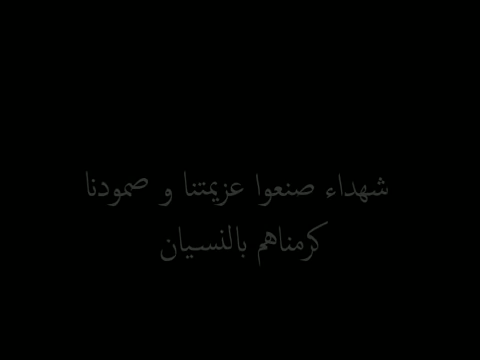 شهداء صنعوا عزيمتنا و صمودنا
كرمناهم بالنسيان